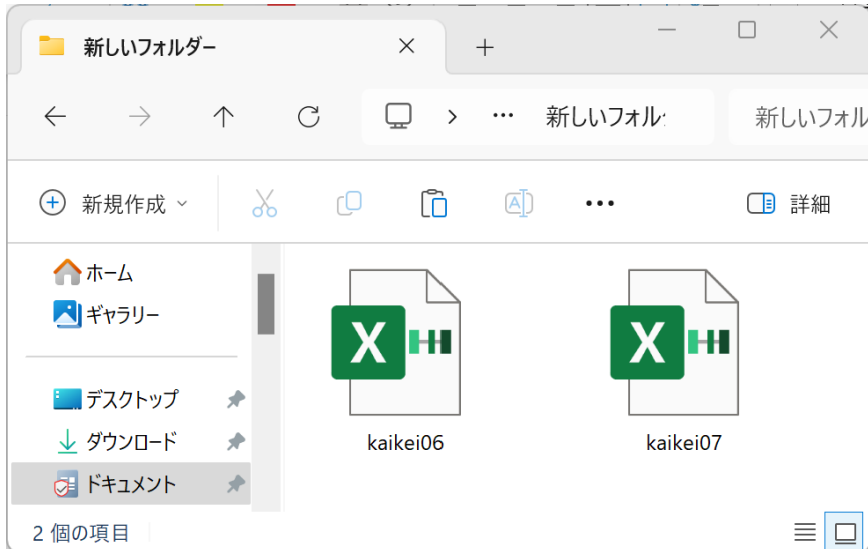 新しいフォルダー
新しいフォル
新しいフォル
新規作成
詳細
ホーム
ギャラリー
デスクトップ
ダウンロード
ドキュメント
kaikei06
kaikei07
2 個の項目